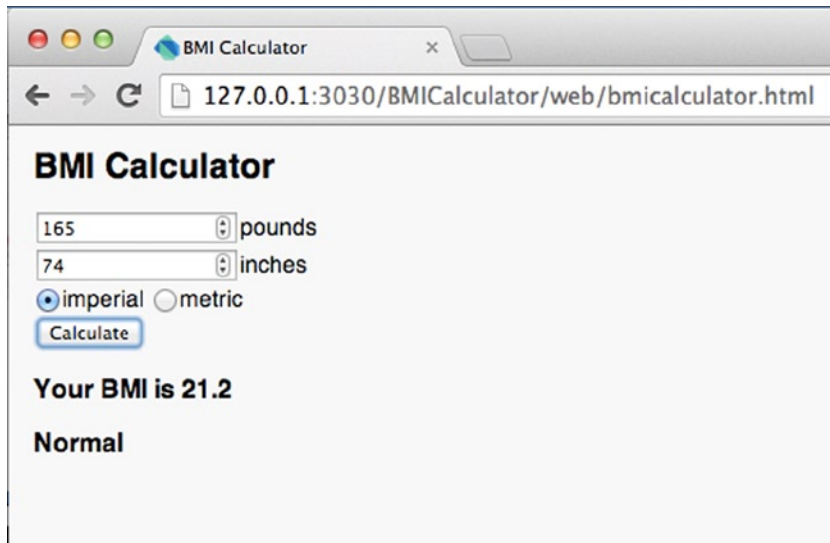 BMI Calculator
127.0.0.1:3030/BMICalculator/web/bmicalculator.html
BMI Calculator
165 pounds
74 inches
imperial metric
Calculate
Your BMI is 21.2
Normal